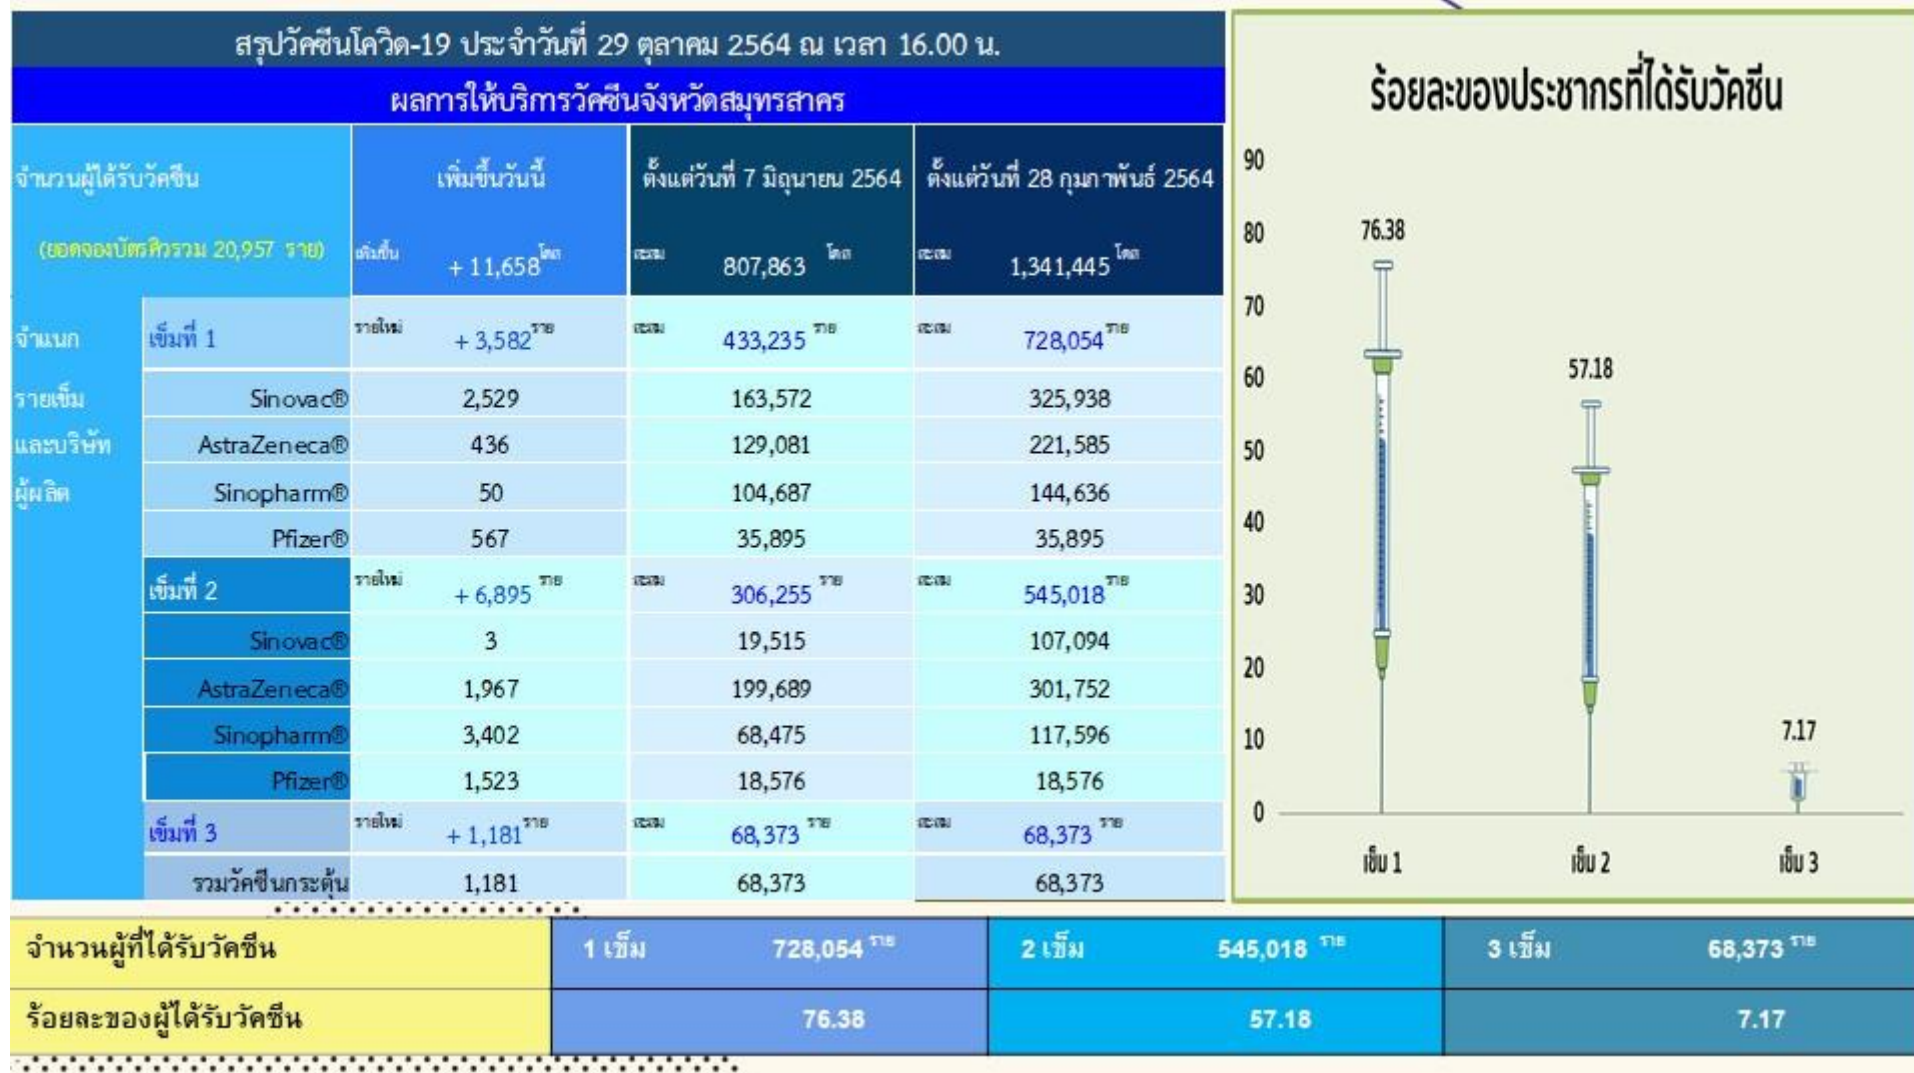 สรุปวัคซีนโควิด-19 ประจำวันที่ 29 ตุลาคม 2564 ณ เวลา 16.00 น.
ผลการให้บริการวัคซีนจังหวัดสมุทรสาคร
จำนวนผู้ได้รับวัคซีน เพิ่มขึ้นวันนี้ ตั้งแต่วันที่ 7 มิถุนายน 2564 ตั้งแต่วันที่ 28 กุมภาพันธ์ 2564
(ยอดจองบัตรคิวรวม 20,957 ราย) เพิ่มขึ้น + 11,658 โดส สะสม 807,863 โดส สะสม 1,341,445 โดส
จำแนก เข็มที่ 1 รายใหม่ + 3,582 ราย สะสม 433,235 ราย สะสม 728,054 ราย
รายเข็ม Sinovac® 2,529 163,572 325,938
และบริษัท AstraZeneca® 436 129,081 221,585
ผู้ผลิต Sinopharm® 50 104,687 144,636
Pfizer® 567 35,895 35,895
เข็มที่ 2 รายใหม่ + 6,895 ราย สะสม 306,255 ราย สะสม 545,018 ราย
Sinovac® 3 19,515 107,094
AstraZeneca® 1,967 199,689 301,752
Sinopharm® 3,402 68,475 117,596
Pfizer® 1,523 18,576 18,576
เข็มที่ 3 รายใหม่ + 1,181 ราย สะสม 68,373 ราย สะสม 68,373 ราย
รวมวัคซีนกระตุ้น 1,181 68,373 68,373
ร้อยละของประชากรที่ได้รับวัคซีน
90
80
70
60
50
40
30
20
10
0
76.38
57.18
7.17
เข็ม 1 เข็ม 2 เข็ม 3
จำนวนผู้ที่ได้รับวัคซีน 1 เข็ม 728,054 ราย 2 เข็ม 545,018 ราย 3 เข็ม 68,373 ราย
ร้อยละของผู้ได้รับวัคซีน 76.38 57.18 7.17